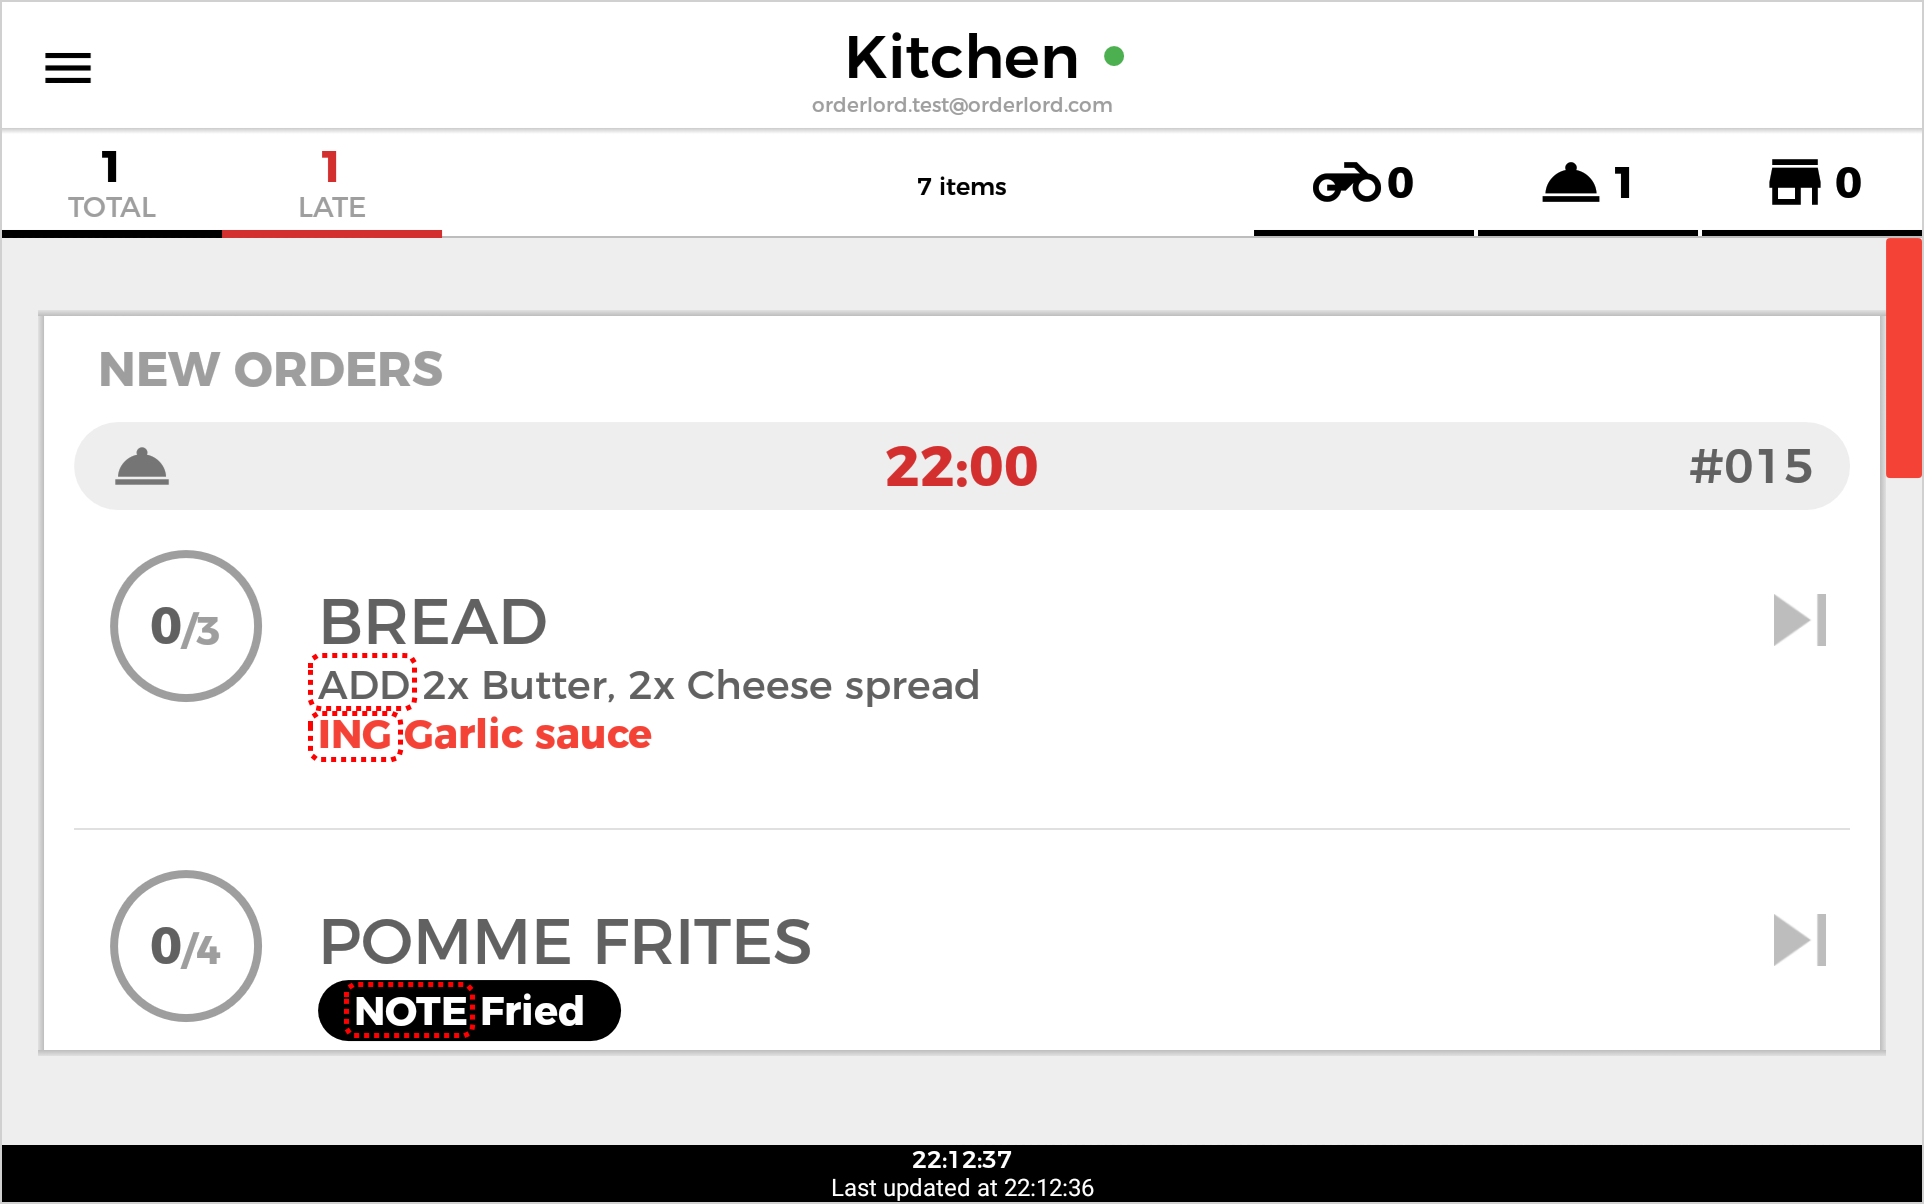 Kitchen
orderlord.test@orderlord.com
1
TOTAL
1
LATE
7 items
0
1
0
NEW ORDERS
22:00
#015
0/3
BREAD
ADD 2x Butter, 2x Cheese spread
ING Garlic sauce
0/4
POMME FRITES
NOTE Fried
22:12:37
Last updated at 22:12:36